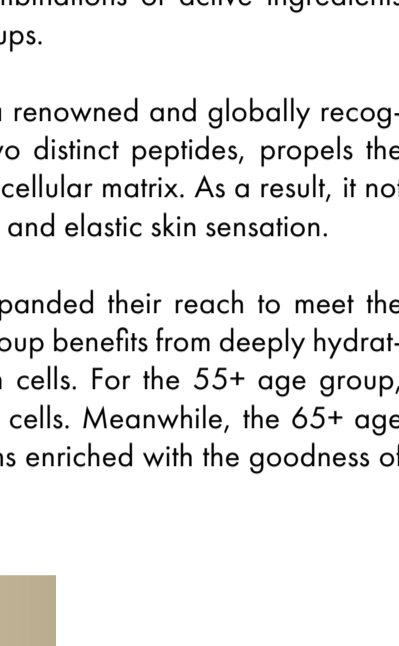 ups.
renowned and globally recog-
distinct peptides, propels the
cellular matrix. As a result, it not
and elastic skin sensation.
panded their reach to meet the
oup benefits from deeply hydrat-
cells. For the 55+ age group,
cells. Meanwhile, the 65+ age
ns enriched with the goodness of